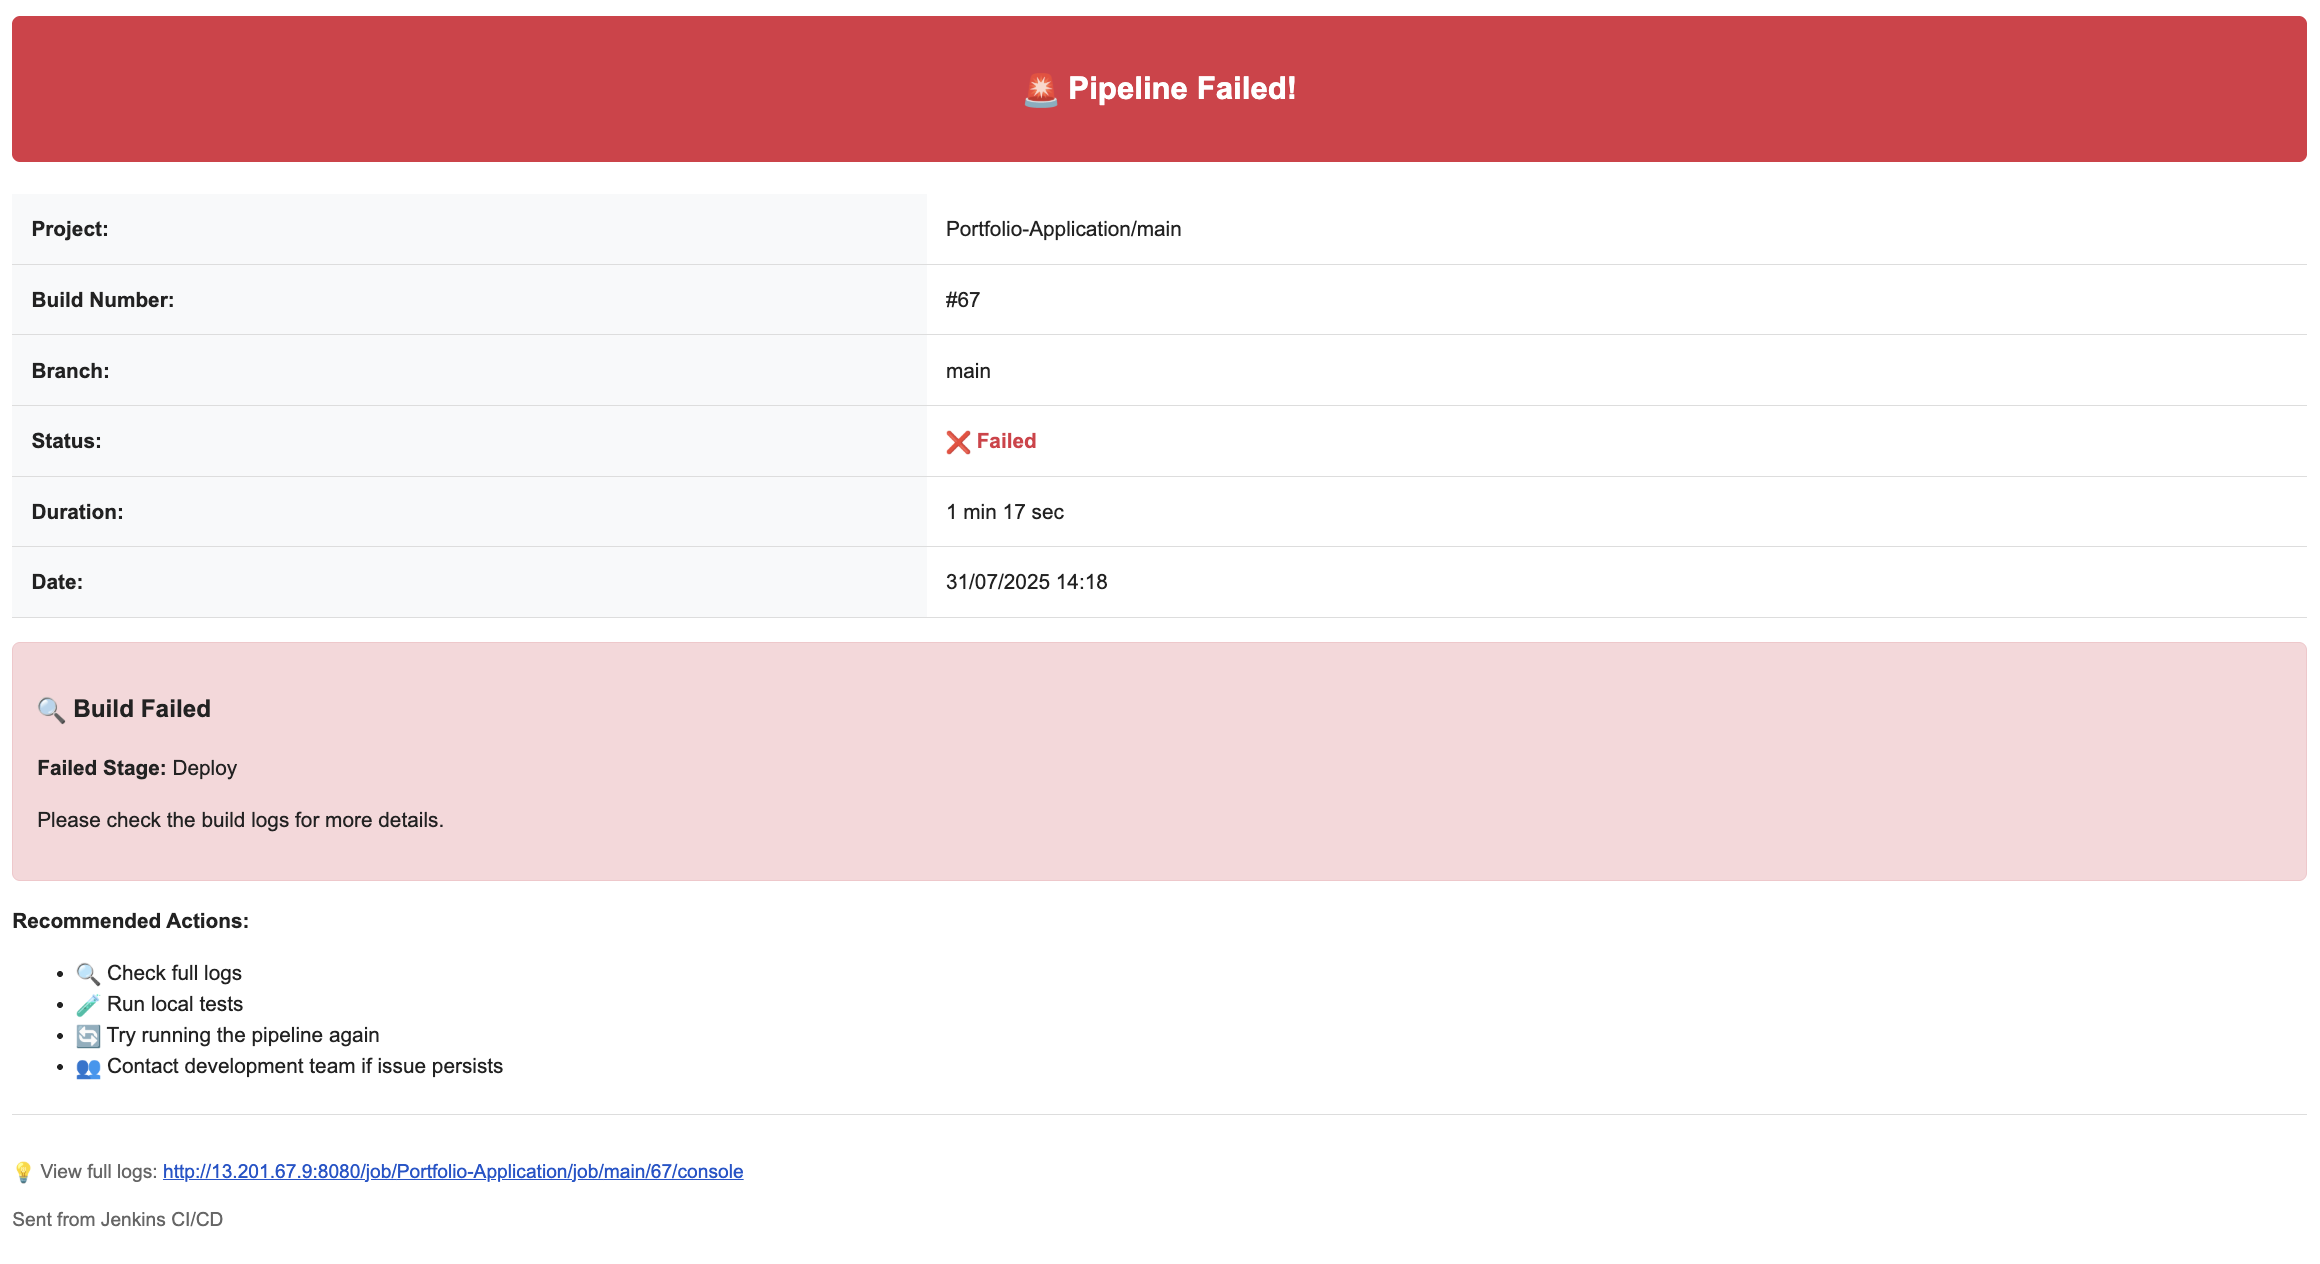 🚨 Pipeline Failed!
Project: Portfolio-Application/main
Build Number: #67
Branch: main
Status: ❌ Failed
Duration: 1 min 17 sec
Date: 31/07/2025 14:18
🔍 Build Failed
Failed Stage: Deploy
Please check the build logs for more details.
Recommended Actions:
• 🔍 Check full logs
• 🧪 Run local tests
• 🔄 Try running the pipeline again
• 👥 Contact development team if issue persists
💡 View full logs: http://13.201.67.9:8080/job/Portfolio-Application/job/main/67/console
Sent from Jenkins CI/CD